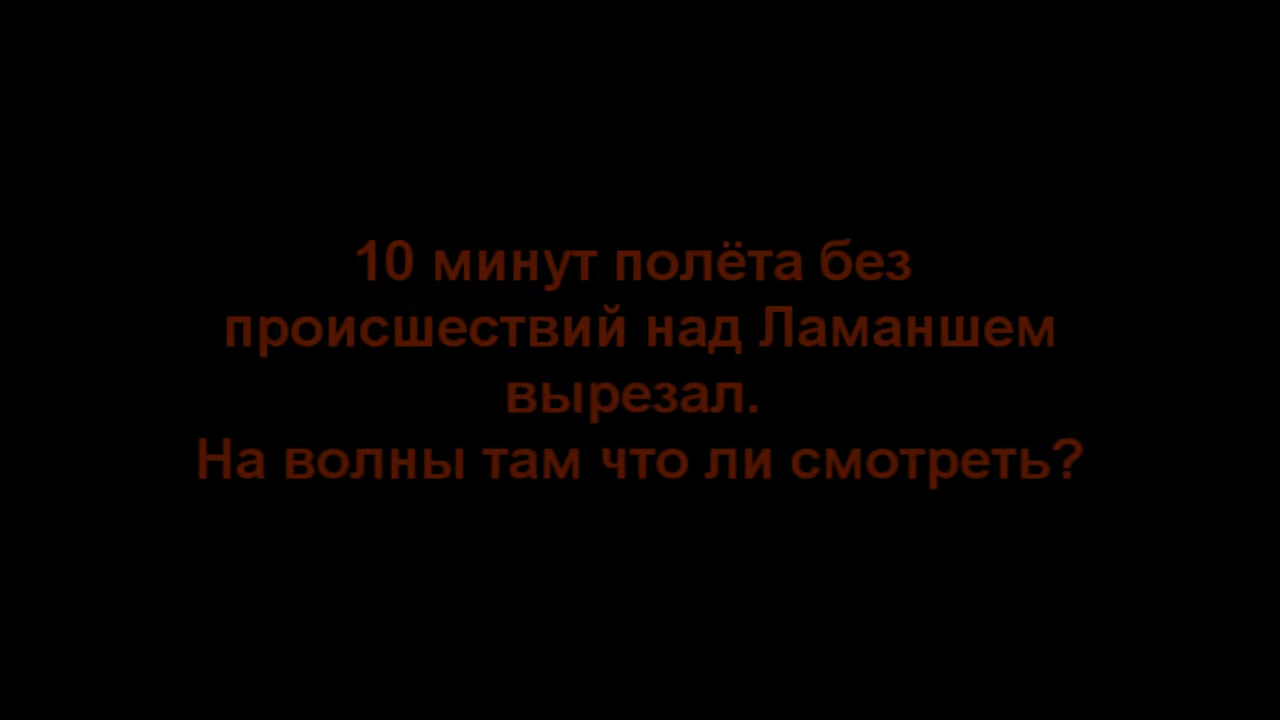 10 минут полёта без
происшествий над Ламаншем
вырезал.
На волны там что ли смотреть?